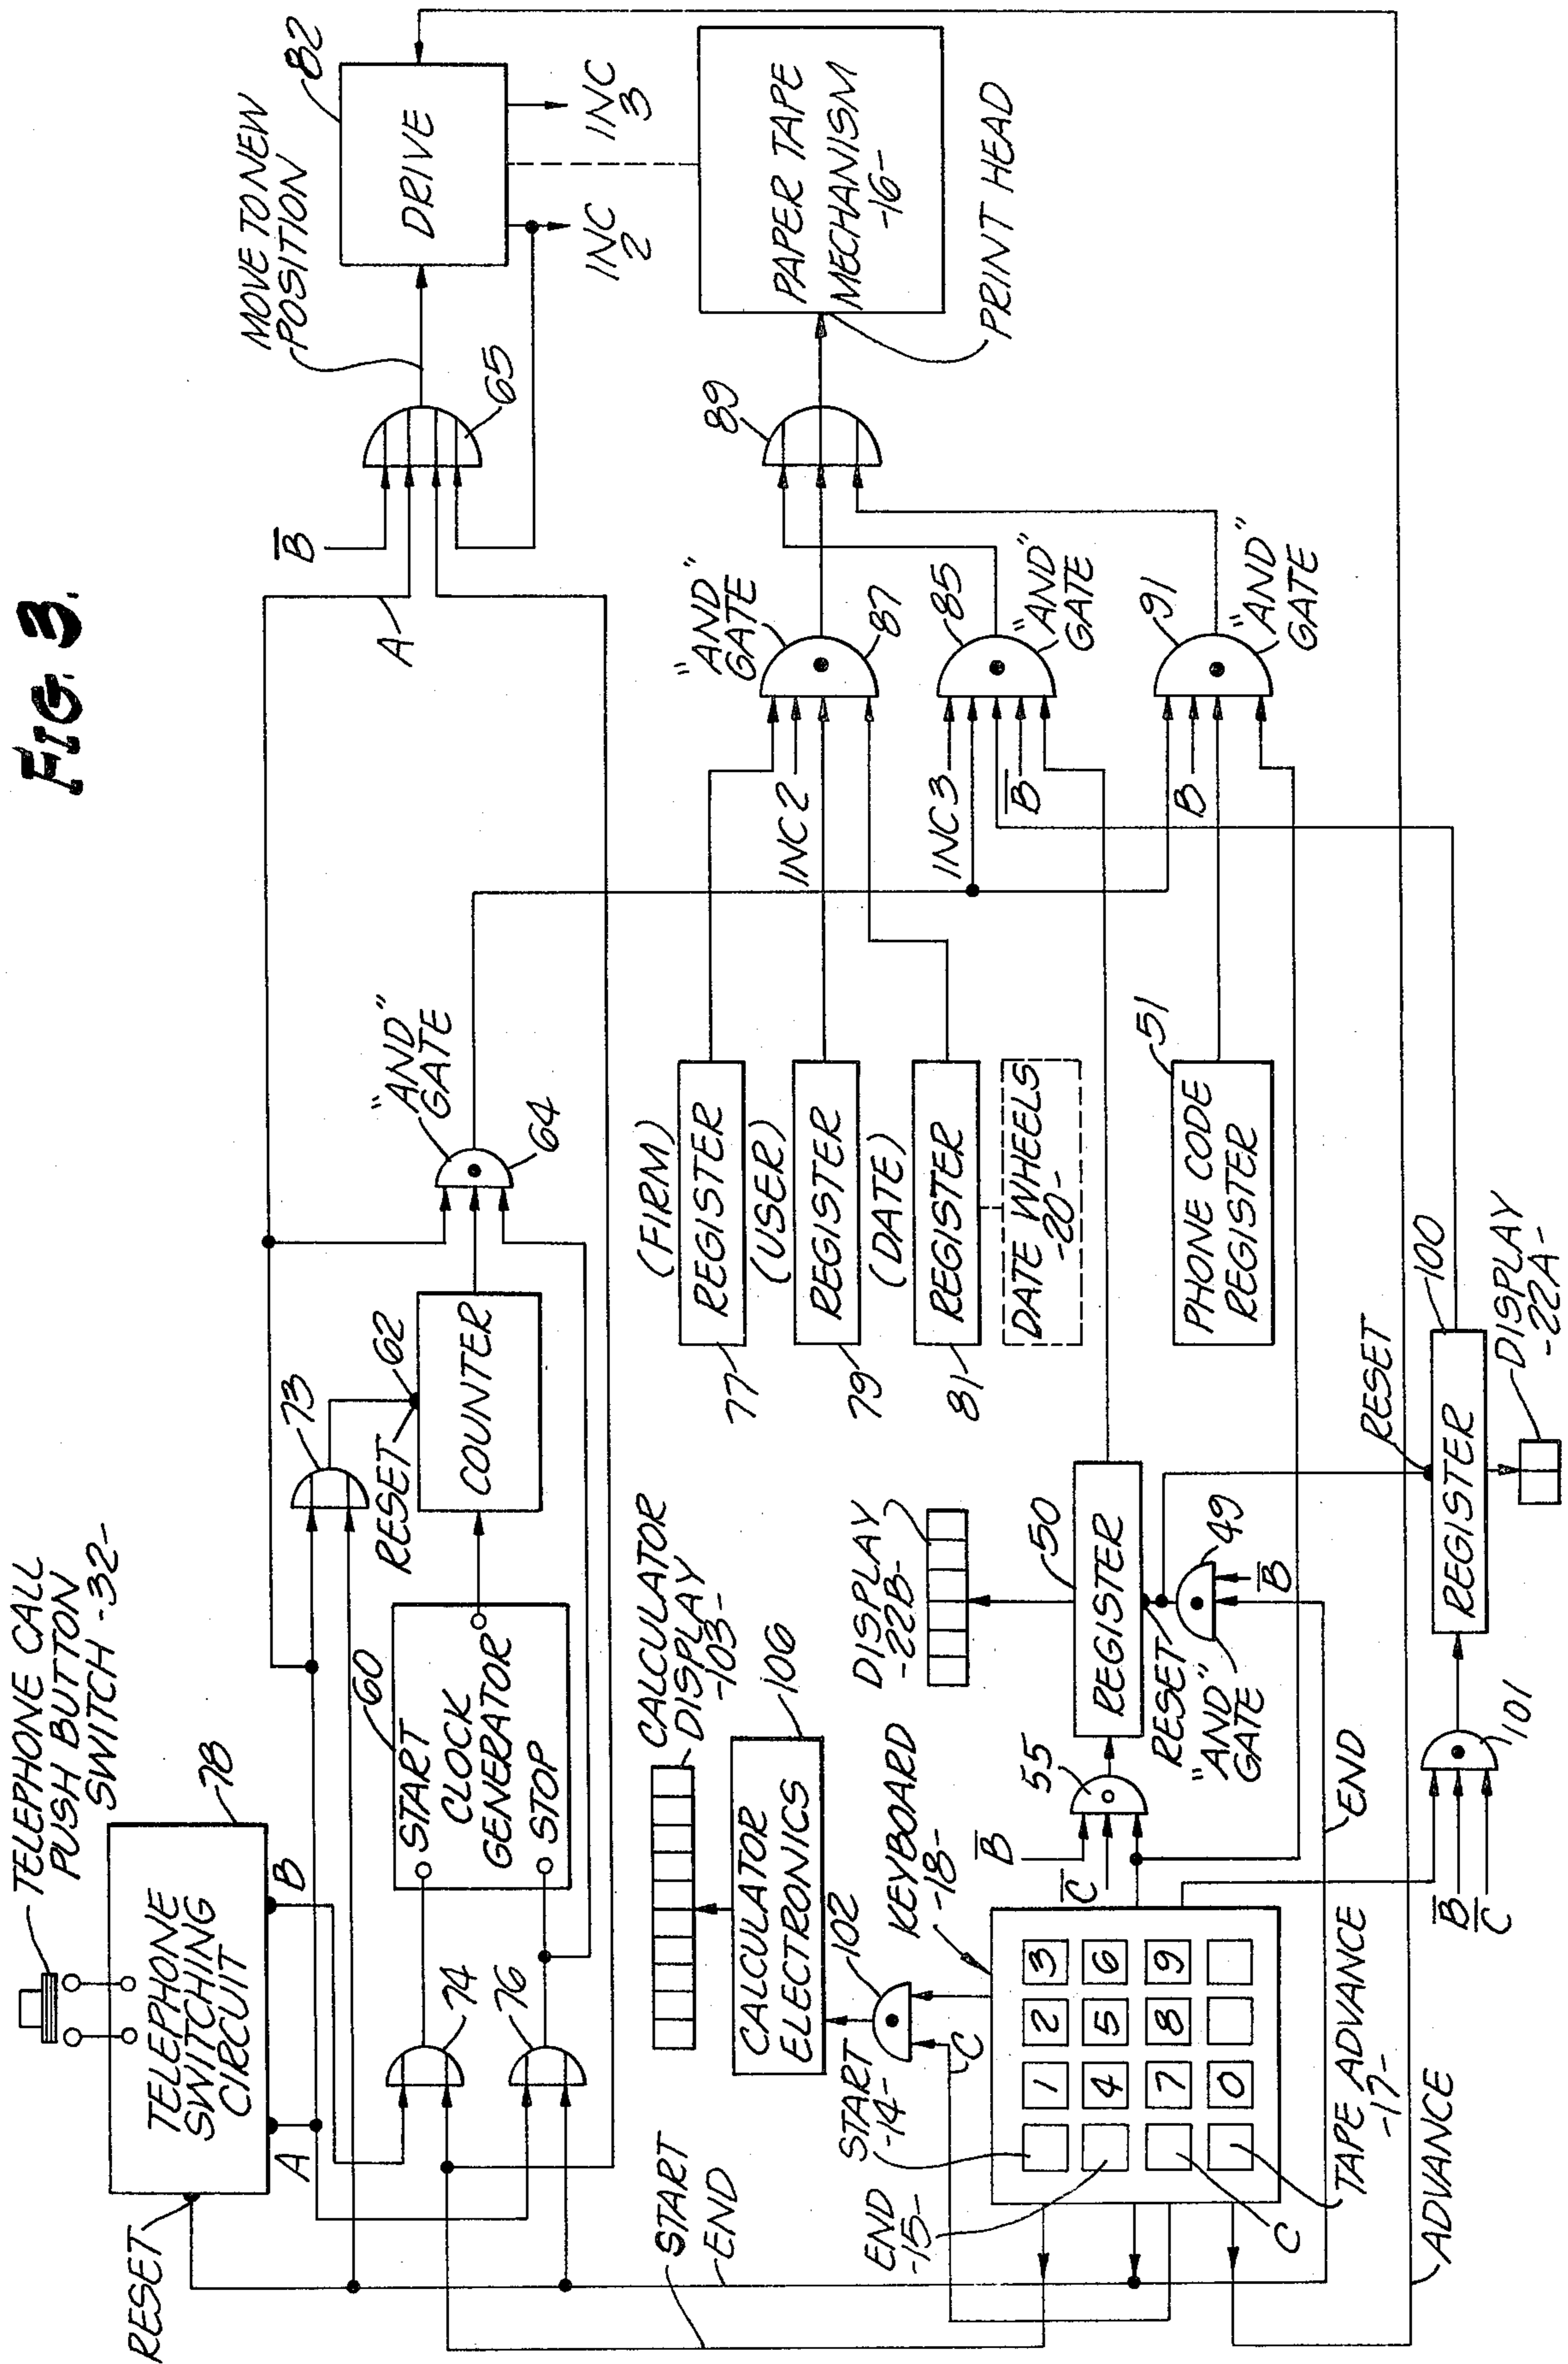 FIG. 3.
TELEPHONE CALL
PUSH BUTTON
SWITCH -32-
TELEPHONE
SWITCHING
CIRCUIT
78
RESET
A
B
73
RESET
62
60
START
CLOCK
GENERATOR
STOP
COUNTER
74
76
"AND"
GATE
64
A
B̅
65
MOVE TO NEW
POSITION
82
DRIVE
INC
2
INC
3
START
END
CALCULATOR
DISPLAY
-103-
CALCULATOR
ELECTRONICS
106
102
C
(FIRM)
REGISTER
77
(USER)
REGISTER
79
(DATE)
REGISTER
81
DATE WHEELS
-20-
PHONE CODE
REGISTER
51
INC 2
"AND"
GATE
87
INC 3
B̅
85
"AND"
GATE
B
91
"AND"
GATE
89
PAPER TAPE
MECHANISM
-16-
PRINT HEAD
KEYBOARD
-18-
START
-14-
END
-15-
1 2 3
4 5 6
7 8 9
0
C
TAPE ADVANCE
-17-
ADVANCE
END
DISPLAY
-22B-
50
REGISTER
55
B̅
C̅
RESET
"AND"
GATE
49
B̅
B̅
C̅
101
REGISTER
RESET
100
DISPLAY
-22A-